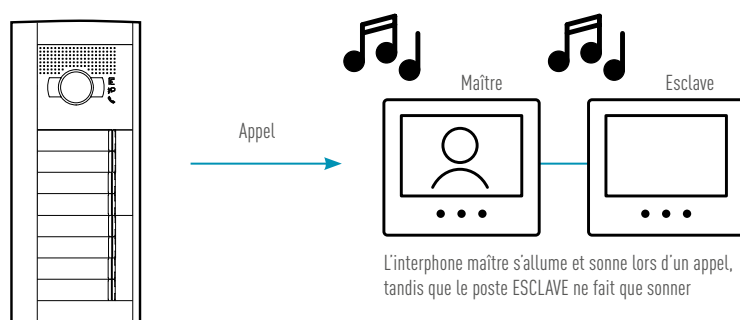 Maître
Esclave
Appel
L'interphone maître s'allume et sonne lors d'un appel,
tandis que le poste ESCLAVE ne fait que sonner